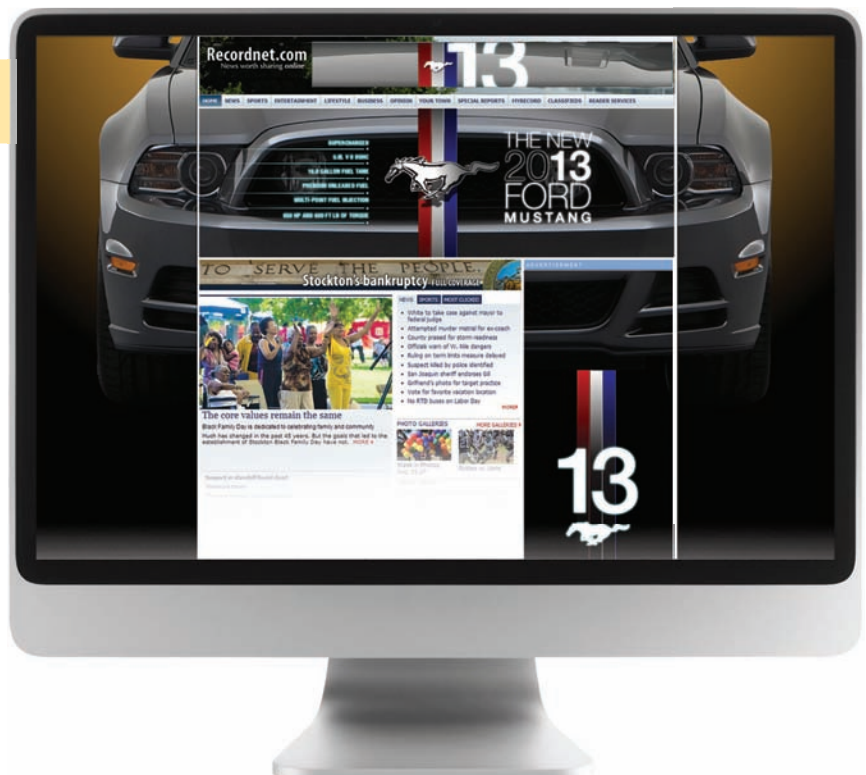 Recordnet.com
News worth sharing online
13
HOME NEWS SPORTS ENTERTAINMENT LIFESTYLE BUSINESS OPINION YOUR TOWN SPECIAL REPORTS MYRECORD CLASSIFIEDS READER SERVICES
SUPERCHARGED
5.8L V 8 DOHC
16.0 GALLON FUEL TANK
PREMIUM UNLEADED FUEL
MULTI-POINT FUEL INJECTION
650 HP AND 600 FT LB OF TORQUE
THE NEW
2013
FORD
MUSTANG
TO SERVE THE PEOPLE
Stockton's bankruptcy FULL COVERAGE
ADVERTISEMENT
NEWS SPORTS MOST CLICKED
White to take case against mayor to
federal judge
Attempted murder mistrial for ex-coach
County praised for storm readiness
Officials warn of W. Nile dangers
Ruling on term limits measure delayed
Suspect killed by police identified
San Joaquin sheriff endorses Gill
Girlfriend's photo for target practice
Vote for favorite vacation location
No RTD buses on Labor Day
MORE
The core values remain the same
Black Family Day is dedicated to celebrating family and community
Much has changed in the past 45 years. But the goals that led to the
establishment of Stockton Black Family Day have not. MORE
PHOTO GALLERIES MORE GALLERIES
Week in Photos
13